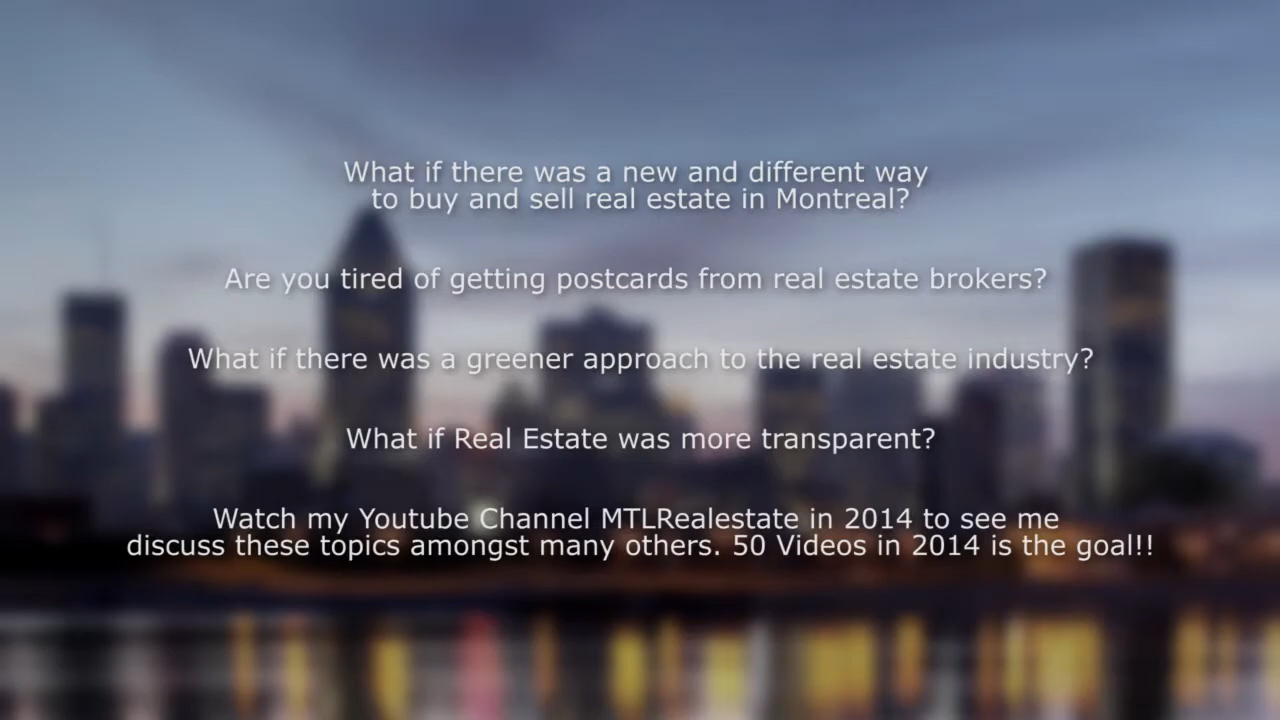 What if there was a new and different way
to buy and sell real estate in Montreal?
Are you tired of getting postcards from real estate brokers?
What if there was a greener approach to the real estate industry?
What if Real Estate was more transparent?
Watch my Youtube Channel MTLRealestate in 2014 to see me
discuss these topics amongst many others. 50 Videos in 2014 is the goal!!